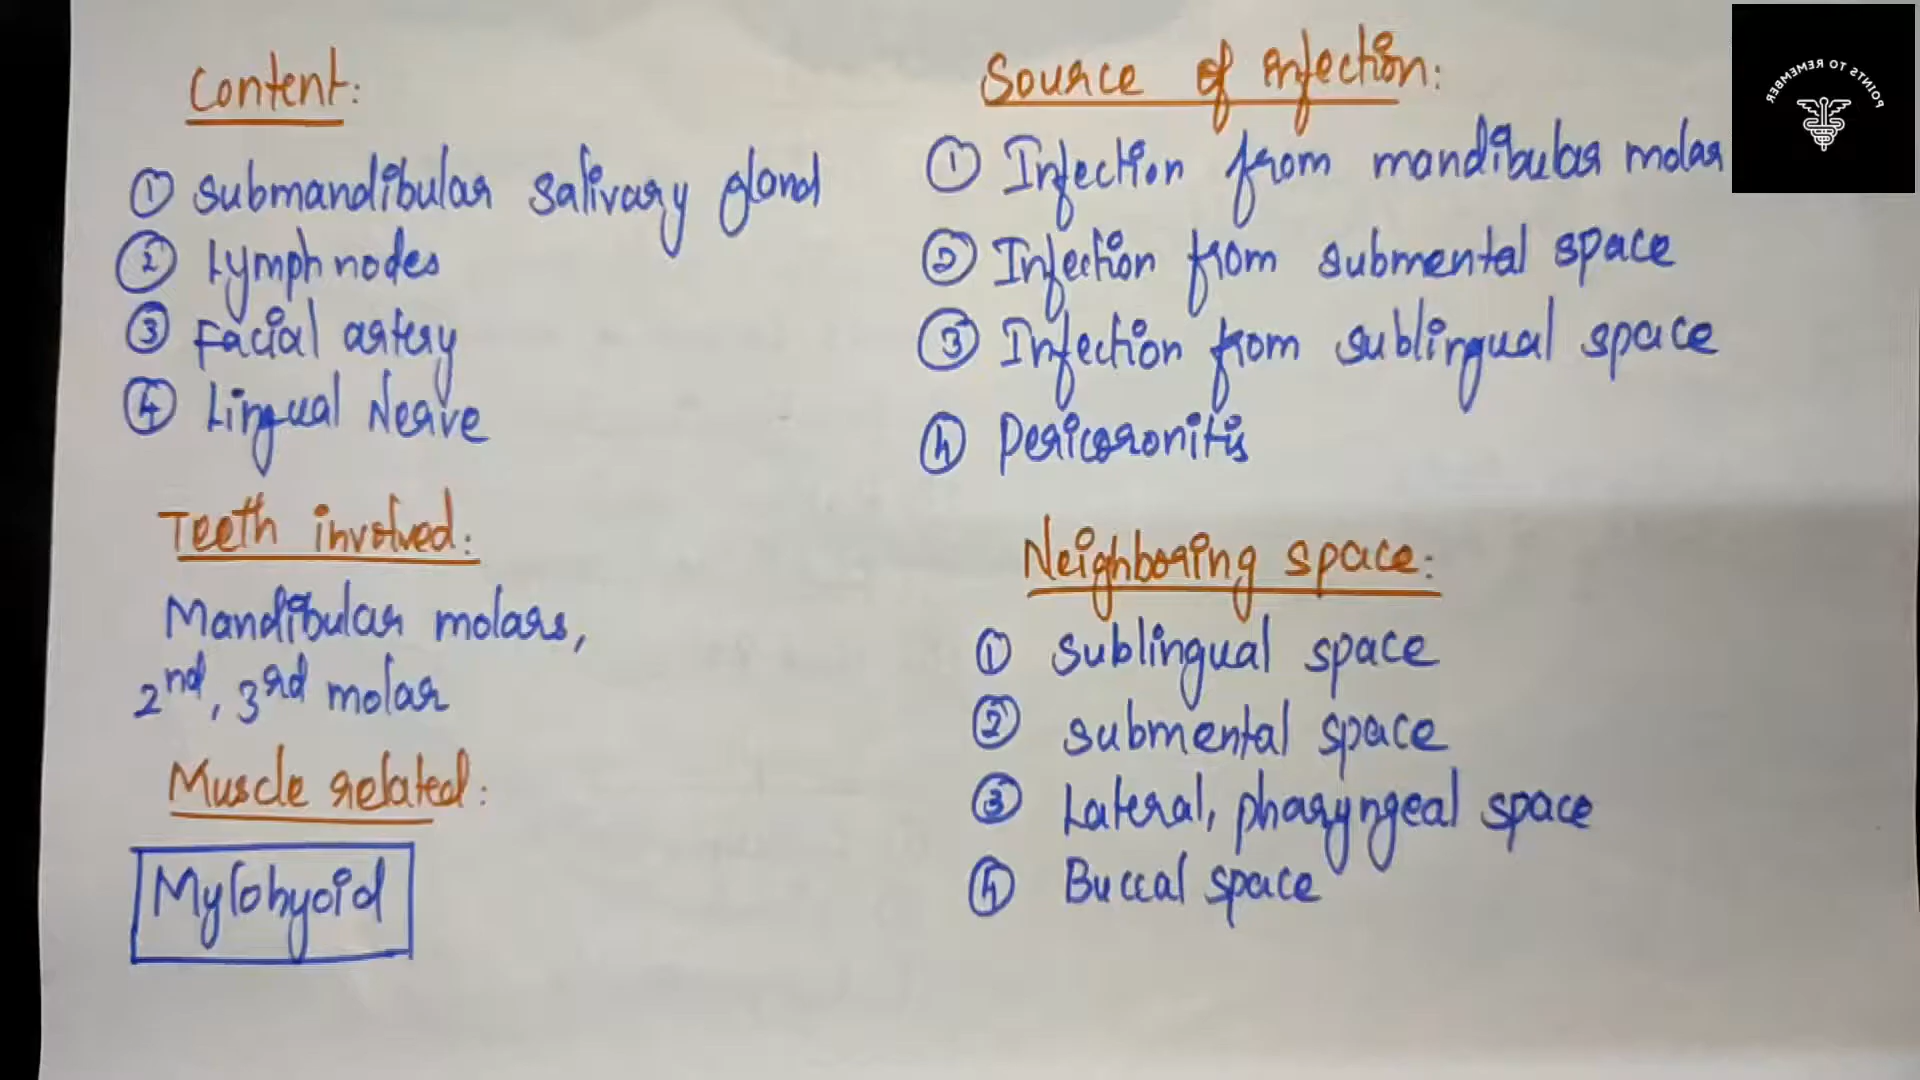 Content:
① submandibular salivary gland
② Lymph nodes
③ Facial artery
④ Lingual Nerve
Teeth involved:
Mandibular molars,
2nd, 3rd molar
Muscle related:
Mylohyoid
Source of infection:
① Infection from mandibular molar
② Infection from submental space
③ Infection from sublingual space
④ Pericoronitis
Neighboring space:
① sublingual space
② submental space
③ Lateral, pharyngeal space
④ Buccal space
POINTS TO REMEMBER